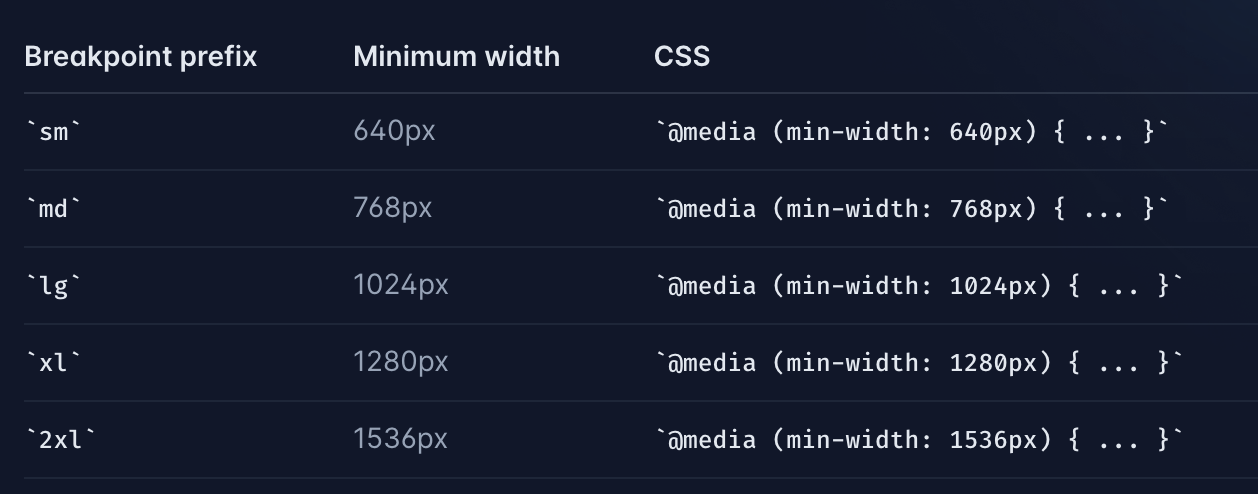 Breakpoint prefix Minimum width CSS
`sm` 640px `@media (min-width: 640px) { ... }`
`md` 768px `@media (min-width: 768px) { ... }`
`lg` 1024px `@media (min-width: 1024px) { ... }`
`xl` 1280px `@media (min-width: 1280px) { ... }`
`2xl` 1536px `@media (min-width: 1536px) { ... }`